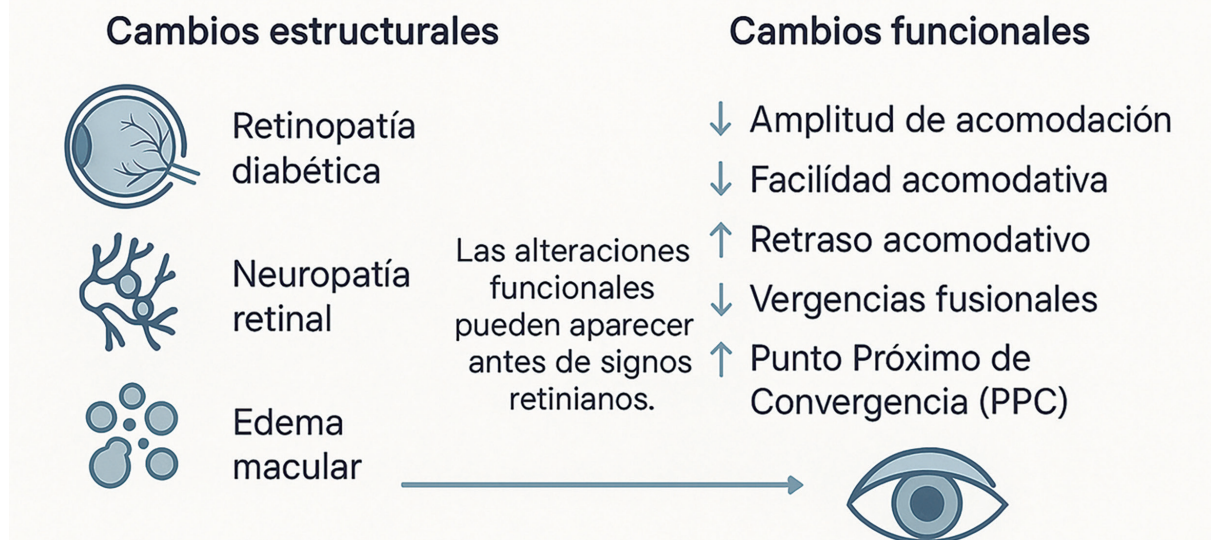 Cambios estructurales
Retinopatía
diabética
Neuropatía
retinal
Edema
macular
Las alteraciones
funcionales
pueden aparecer
antes de signos
retinianos.
Cambios funcionales
↓ Amplitud de acomodación
↓ Facilídad acomodativa
↑ Retraso acomodativo
↓ Vergencias fusionales
↑ Punto Próximo de
Convergencia (PPC)